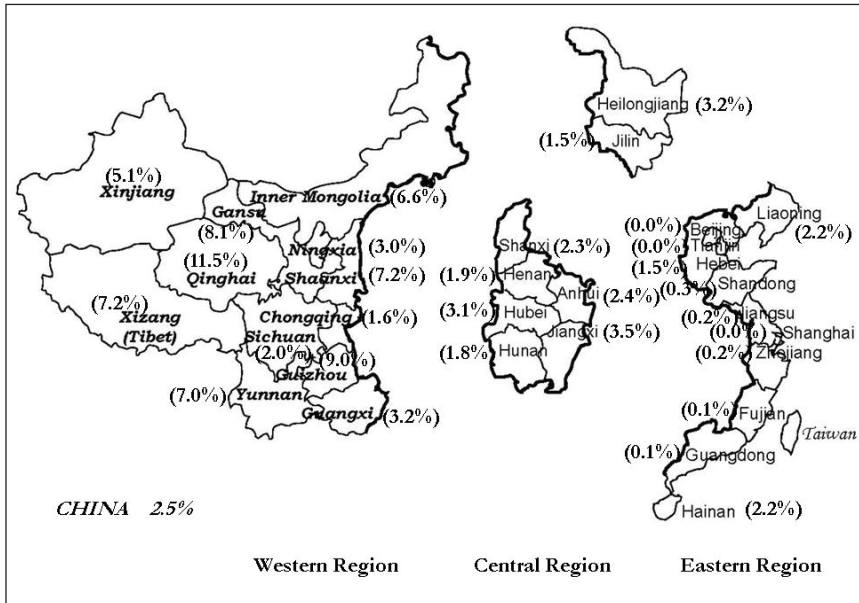 Heilongjiang (3.2%)
(1.5%) Jilin
(5.1%)
Xinjiang
Inner Mongolia (6.6%)
Gansu
(8.1%)
Ningxia (3.0%)
(11.5%)
Qinghai
Shaanxi (7.2%)
(7.2%)
Xizang
(Tibet)
Chongqing (1.6%)
Sichuan
(2.0%)
(9.0%)
Guizhou
(7.0%) Yunnan
Guangxi (3.2%)
Shanxi (2.3%)
(1.9%) Henan
Anhui (2.4%)
(3.1%) Hubei
Jiangxi (3.5%)
(1.8%) Hunan
Liaoning
(2.2%)
(0.0%) Beijing
(0.0%) Tianjin
(1.5%) Hebei
(0.3%) Shandong
(0.2%) Jiangsu
(0.0%) Shanghai
(0.2%) Zhejiang
(0.1%) Fujian
Taiwan
(0.1%) Guangdong
Hainan (2.2%)
CHINA 2.5%
Western Region
Central Region
Eastern Region